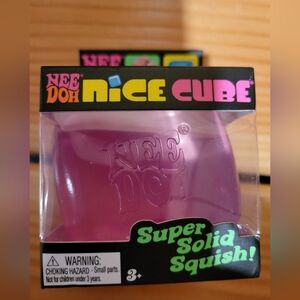 NEE
DOH NICE CUBE
NEE
DOH
®
Super
Solid
Squish!
WARNING:
CHOKING HAZARD - Small parts.
Not for children under 3 years.
3+